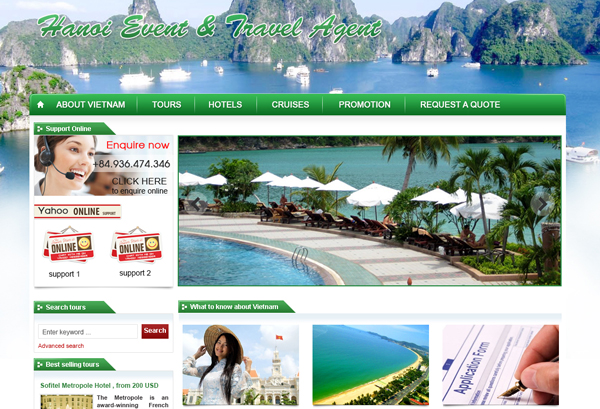 Hanoi Event & Travel Agent
ABOUT VIETNAM TOURS HOTELS CRUISES PROMOTION REQUEST A QUOTE
Support Online
Enquire now
+84.936.474.346
CLICK HERE
to enquire online
Yahoo ONLINE SUPPORT
ONLINE ONLINE
support 1 support 2
Search tours
Enter keyword ...
Search
Advanced search
Best selling tours
Sofitel Metropole Hotel , from 200 USD
The Metropole is an
award-winning French
What to know about Vietnam
Application Form